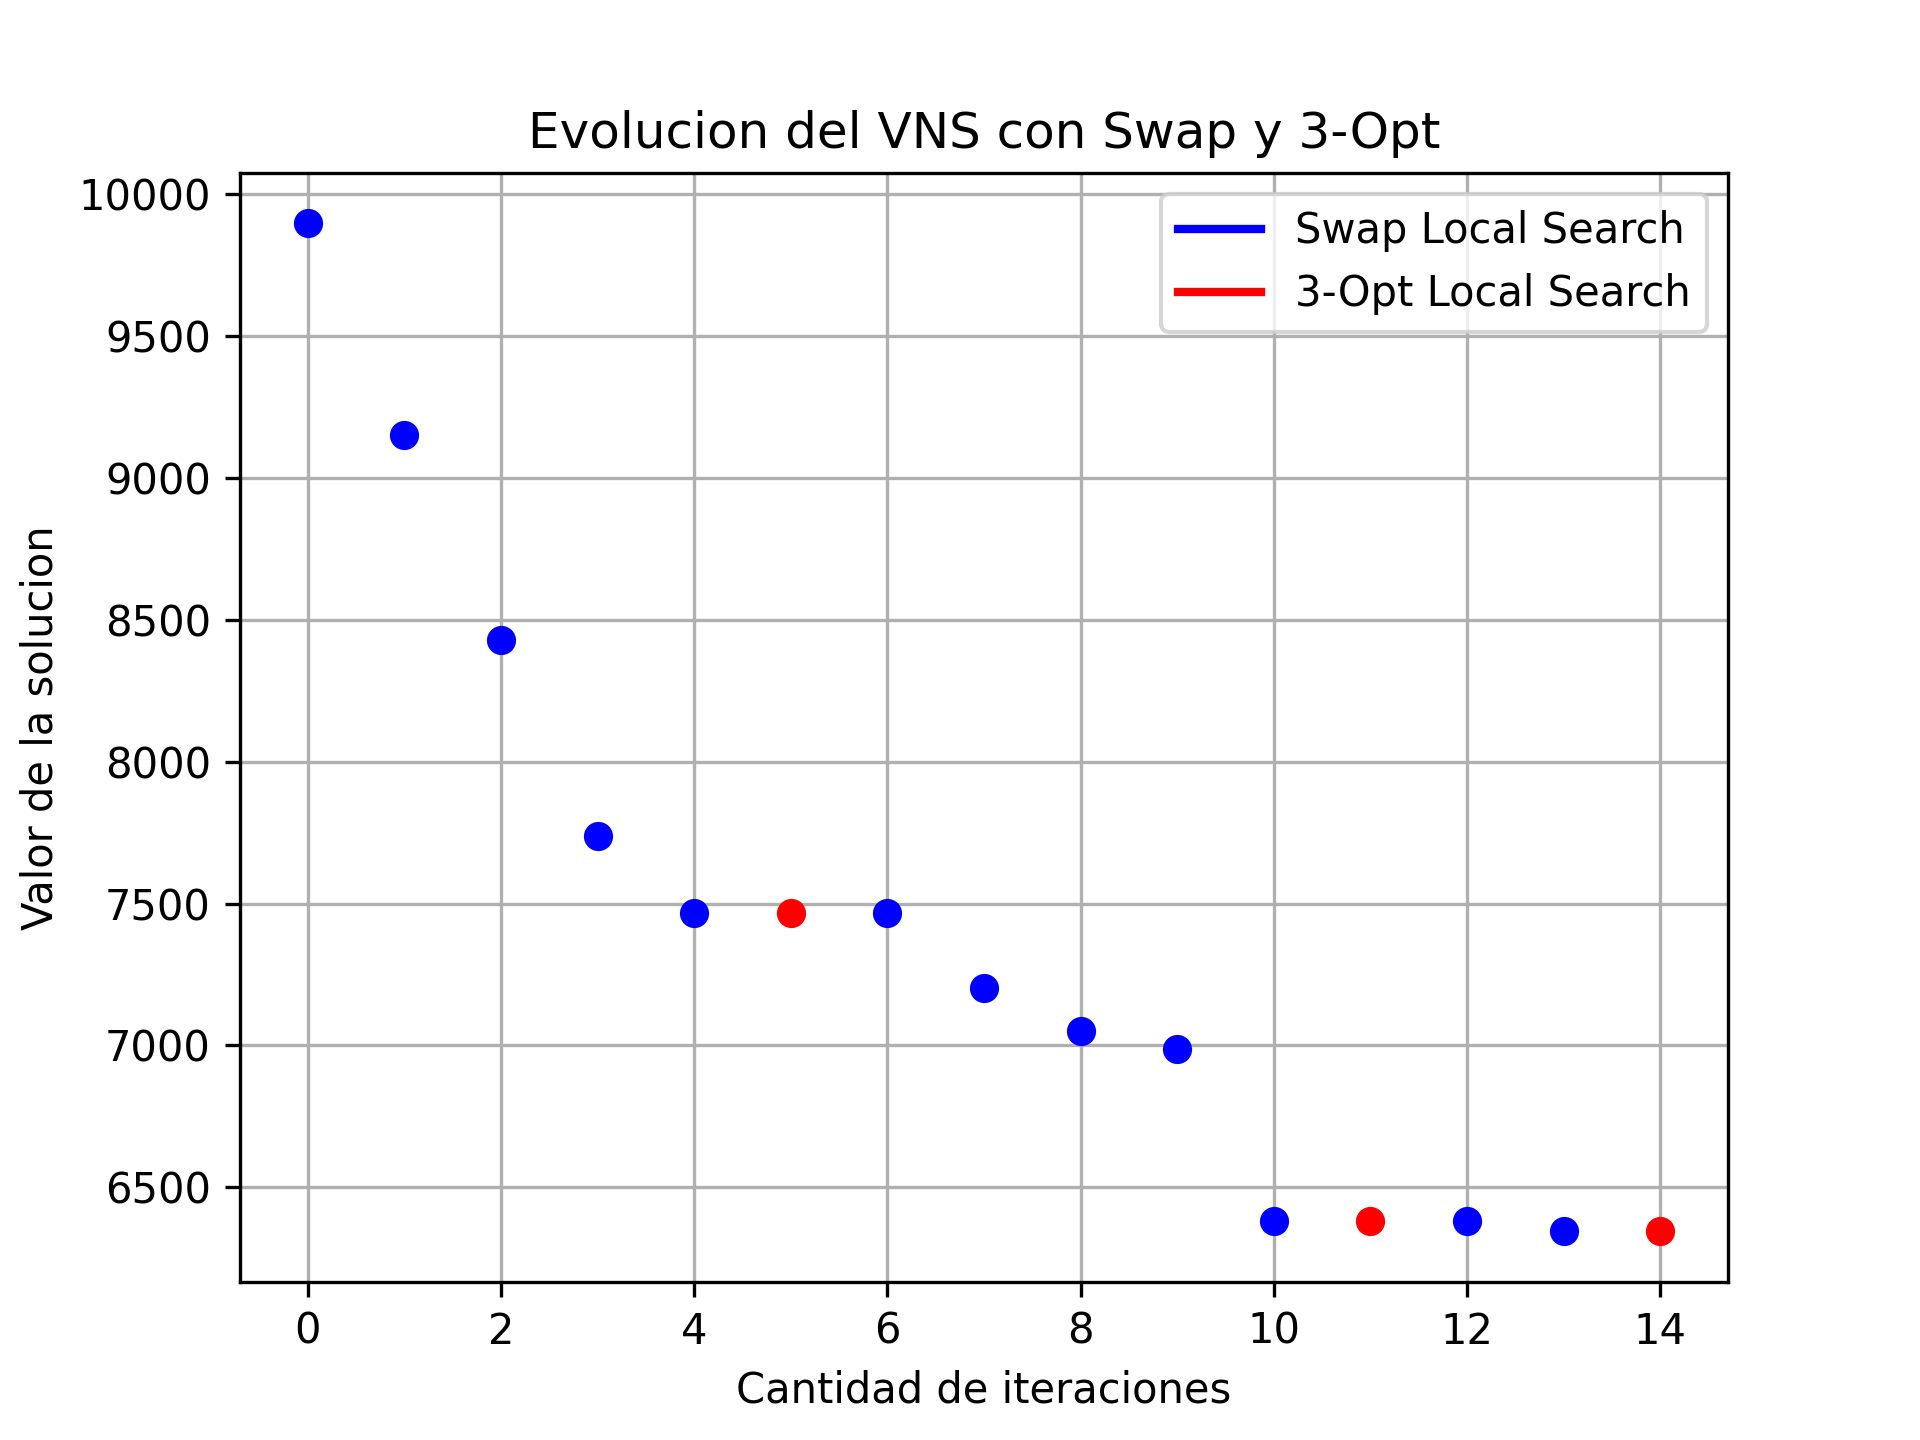 Evolucion del VNS con Swap y 3-Opt
Swap Local Search
3-Opt Local Search
Valor de la solucion
10000
9500
9000
8500
8000
7500
7000
6500
0 2 4 6 8 10 12 14
Cantidad de iteraciones